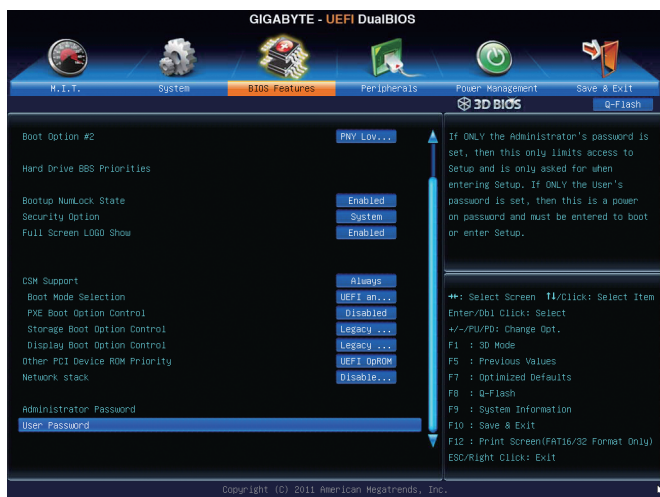 GIGABYTE - UEFI DualBIOS
M.I.T.
System
BIOS Features
Peripherals
Power Management
Save & Exit
3D BIOS
Q-Flash
Boot Option #2 PNY Lov...
Hard Drive BBS Priorities
Bootup NumLock State Enabled
Security Option System
Full Screen LOGO Show Enabled
CSM Support Always
Boot Mode Selection UEFI an...
PXE Boot Option Control Disabled
Storage Boot Option Control Legacy ...
Display Boot Option Control Legacy ...
Other PCI Device ROM Priority UEFI OpROM
Network stack Disable...
Administrator Password
User Password
If ONLY the Administrator's password is
set, then this only limits access to
Setup and is only asked for when
entering Setup. If ONLY the User's
password is set, then this is a power
on password and must be entered to boot
or enter Setup.
→←: Select Screen ↑↓/Click: Select Item
Enter/Dbl Click: Select
+/-/PU/PD: Change Opt.
F1 : 3D Mode
F5 : Previous Values
F7 : Optimized Defaults
F8 : Q-Flash
F9 : System Information
F10 : Save & Exit
F12 : Print Screen(FAT16/32 Format Only)
ESC/Right Click: Exit
Copyright (C) 2011 American Megatrends, Inc.